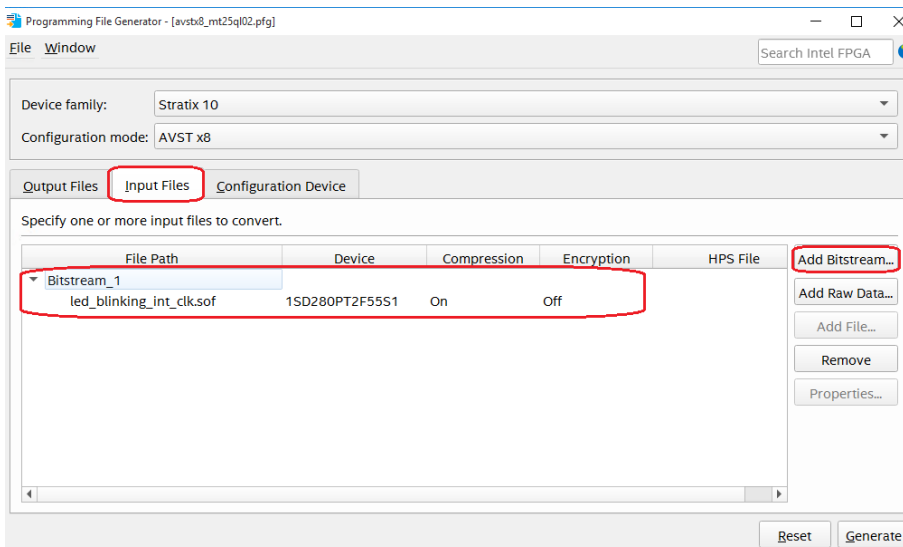 Programming File Generator - [avstx8_mt25ql02.pfg]
File Window
Search Intel FPGA
Device family: Stratix 10
Configuration mode: AVST x8
Output Files Input Files Configuration Device
Specify one or more input files to convert.
File Path Device Compression Encryption HPS File
Add Bitstream...
Bitstream_1
led_blinking_int_clk.sof 1SD280PT2F55S1 On Off
Add Raw Data...
Add File...
Remove
Properties...
Reset Generate